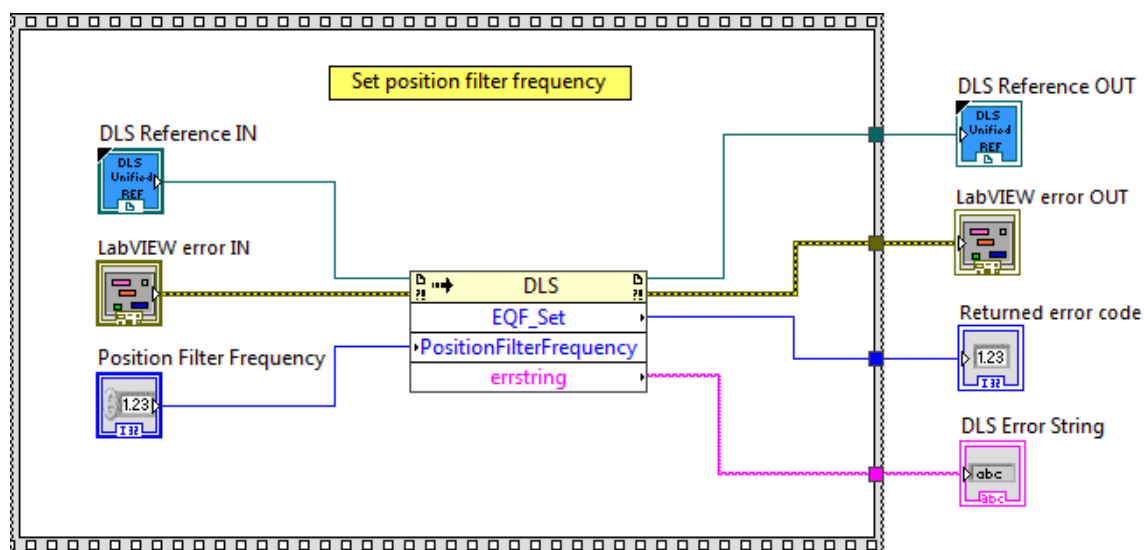 Set position filter frequency
DLS Reference OUT
DLS
Unified
REF
DLS Reference IN
DLS
Unified
REF
LabVIEW error OUT
LabVIEW error IN
?!
DLS
?!
EQF_Set
Returned error code
1.23
I32
Position Filter Frequency
PositionFilterFrequency
1.23
I32
errstring
DLS Error String
abc
abc